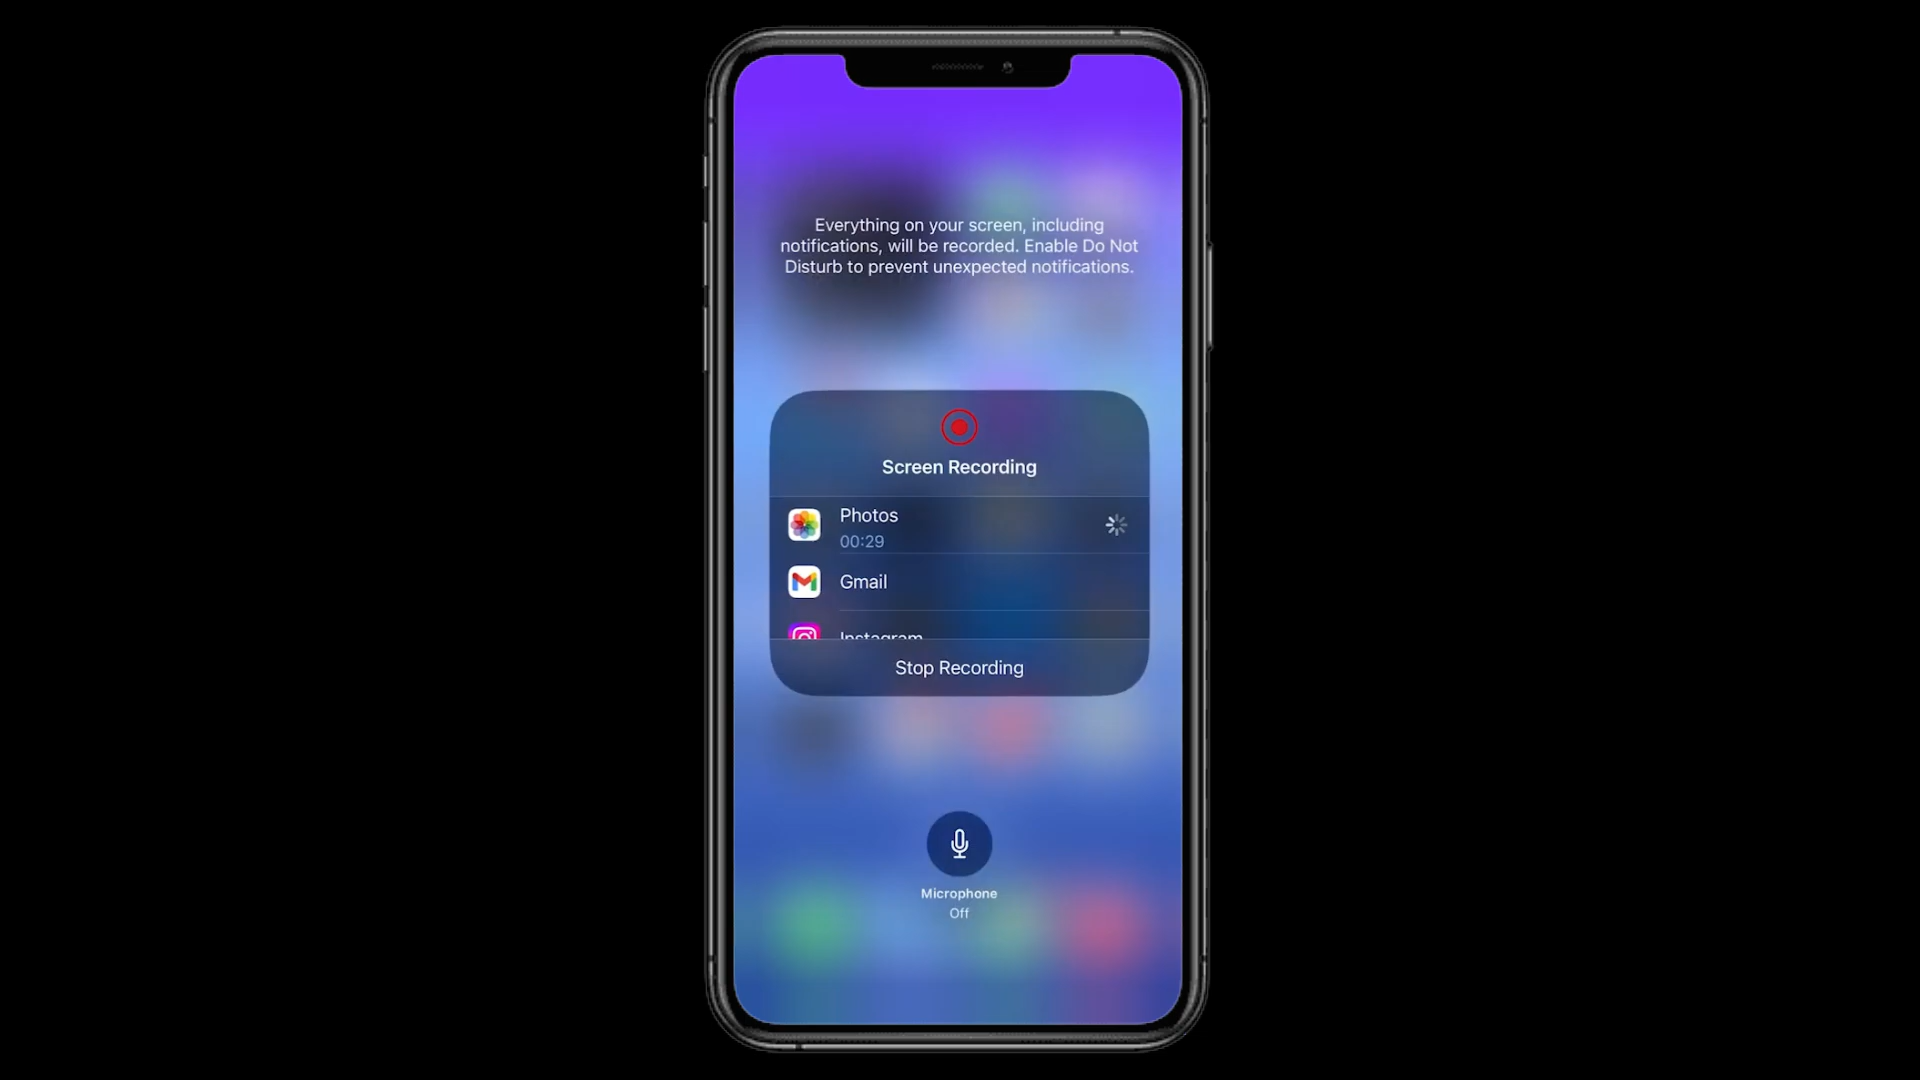 Everything on your screen, including
notifications, will be recorded. Enable Do Not
Disturb to prevent unexpected notifications.
Screen Recording
Photos
00:29
Gmail
Instagram
Stop Recording
Microphone
Off